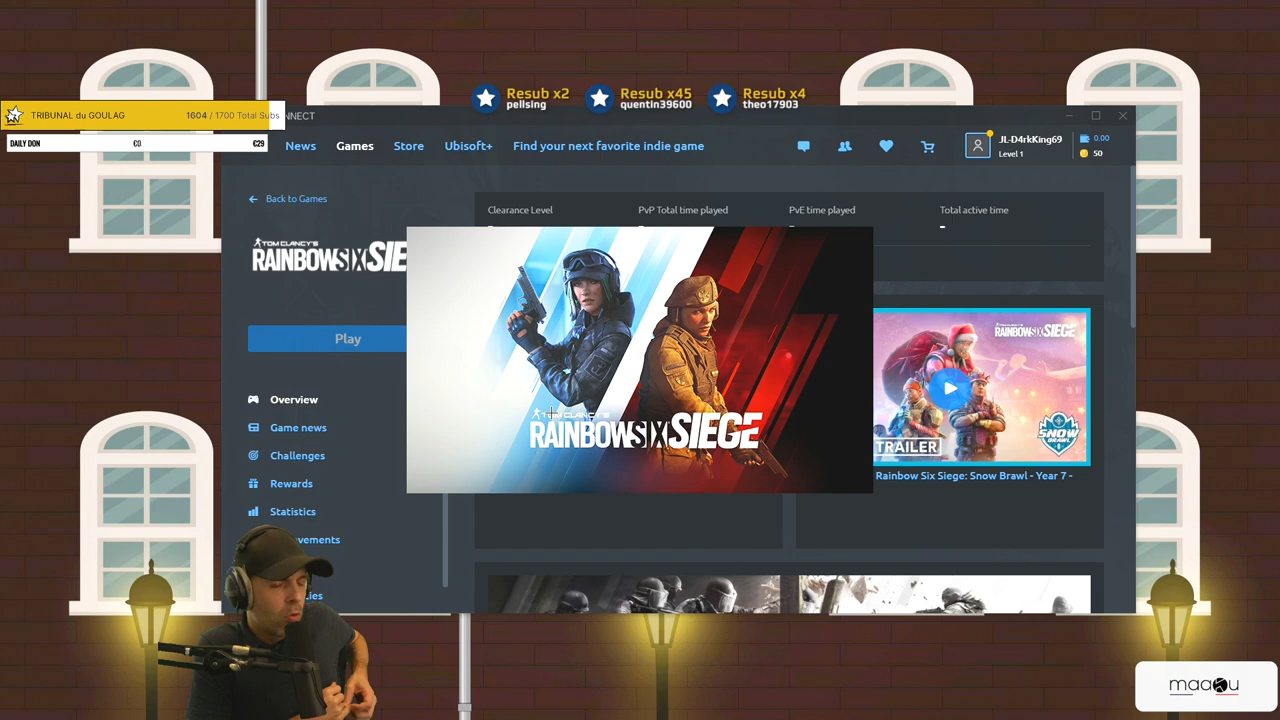 Resub x2
pellsing
Resub x45
quentin39600
Resub x4
theo17903
TRIBUNAL du GOULAG
1604 / 1700 Total Subs
NNECT
DAILY DON
€0
€29
News
Games
Store
Ubisoft+
Find your next favorite indie game
JL-D4rkKing69
Level 1
0.00
50
Back to Games
Clearance Level
PvP Total time played
PvE time played
Total active time
-
TOM CLANCY'S
RAINBOWSIX SIE
Play
Overview
Game news
Challenges
Rewards
Statistics
vements
lies
TOM CLANCY'S
RAINBOWSIX SIEGE
RAINBOWSIX SIEGE
SNOW
BRAWL
TRAILER
Rainbow Six Siege: Snow Brawl - Year 7 -
maaku